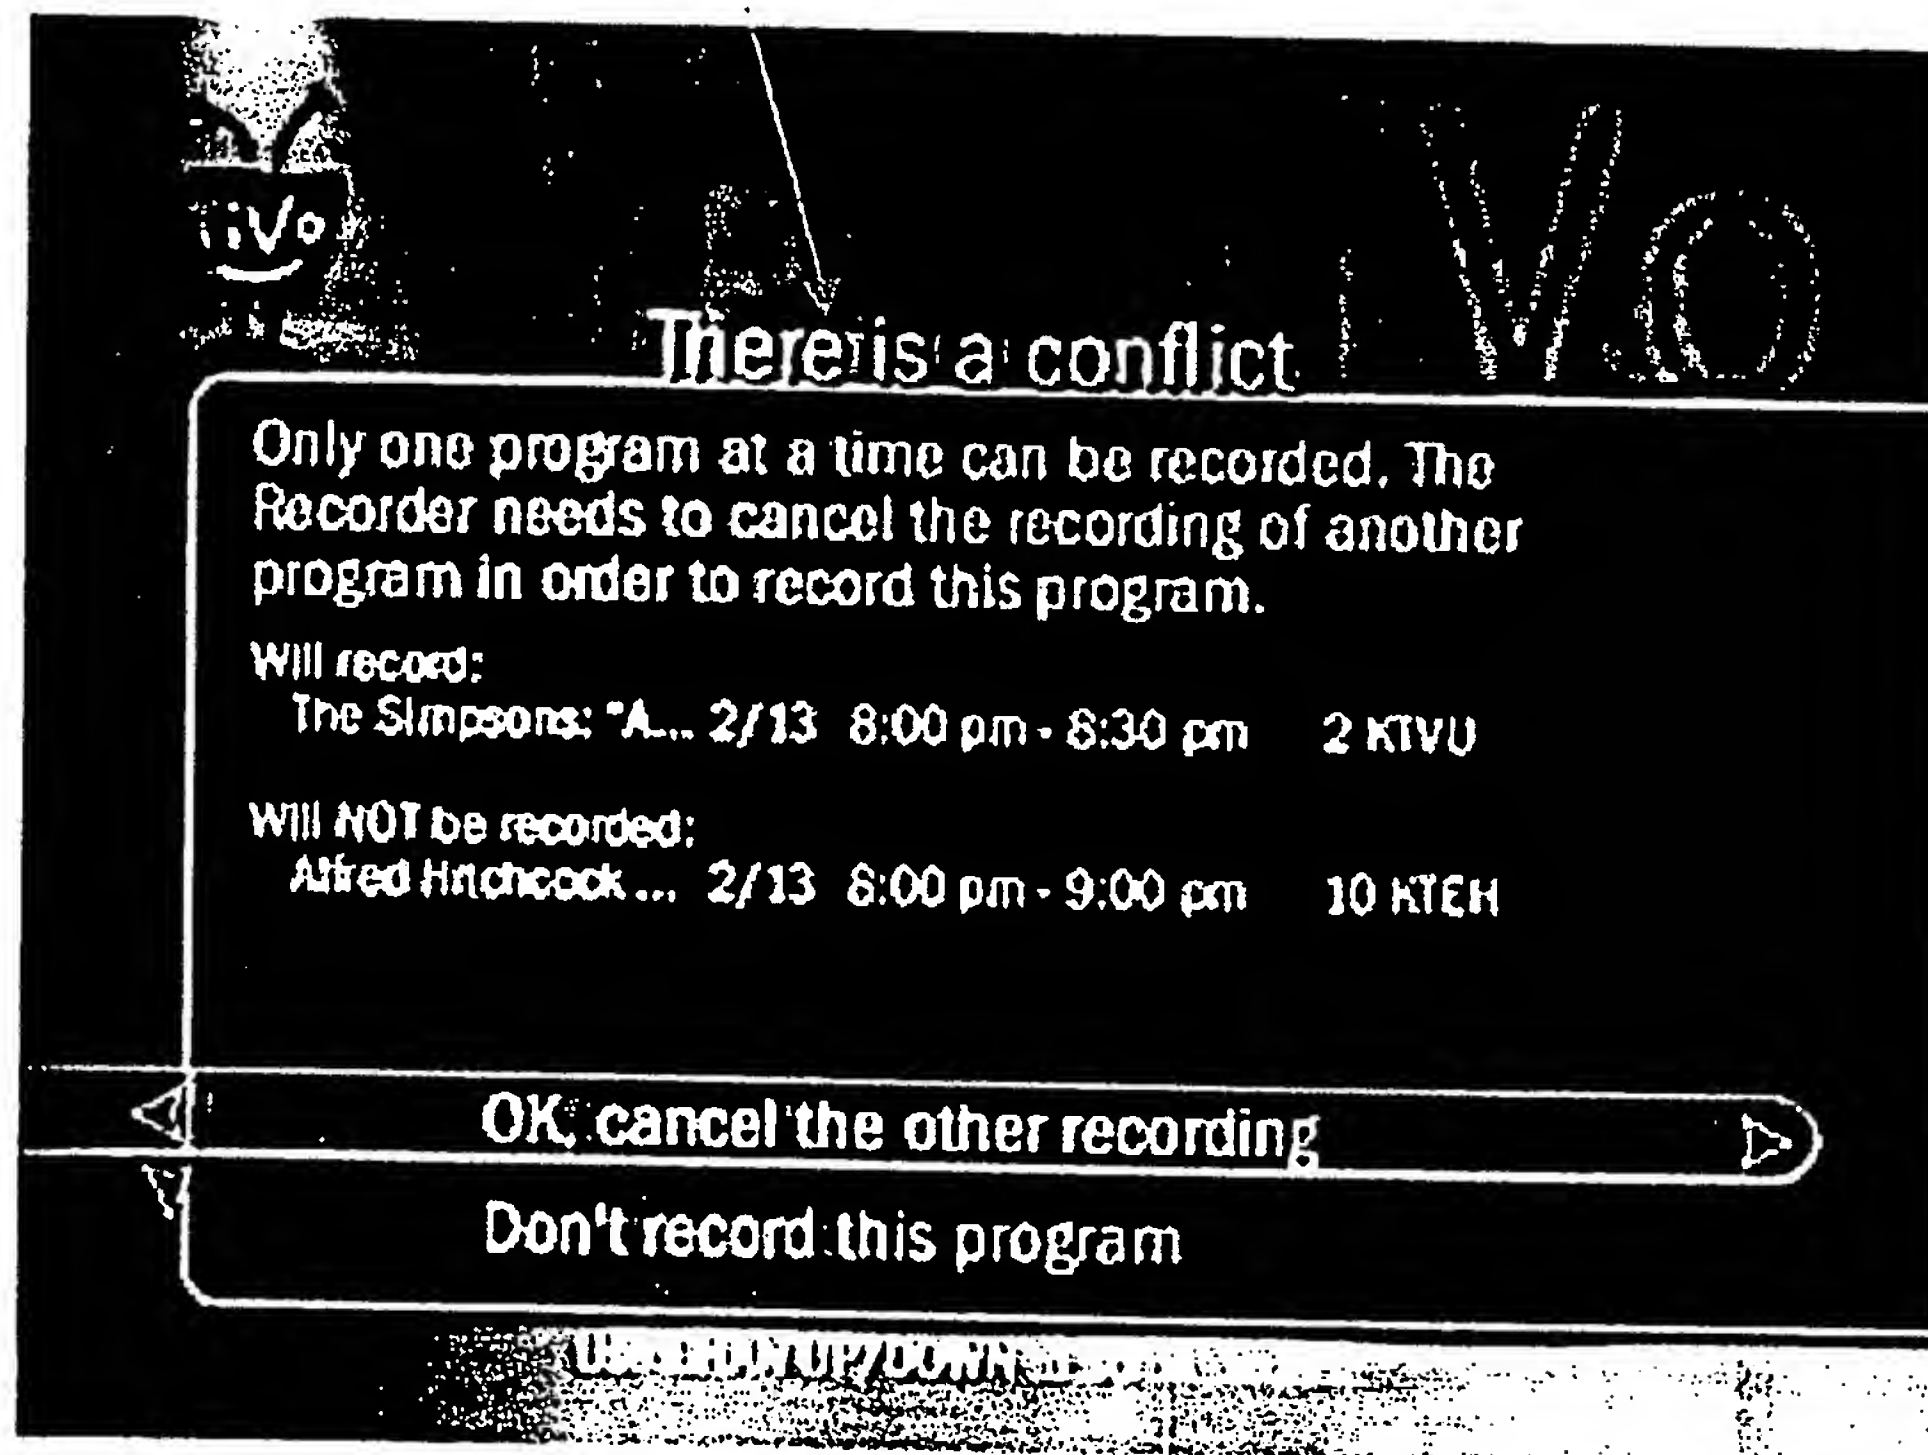 TiVo
Vo
There is a conflict
Only one program at a time can be recorded. The
Recorder needs to cancel the recording of another
program in order to record this program.
Will record:
The Simpsons: "A... 2/13 8:00 pm - 8:30 pm 2 KTVU
Will NOT be recorded:
Alfred Hitchcock ... 2/13 8:00 pm - 9:00 pm 10 KTEH
OK, cancel the other recording
Don't record this program
UP/DOWN